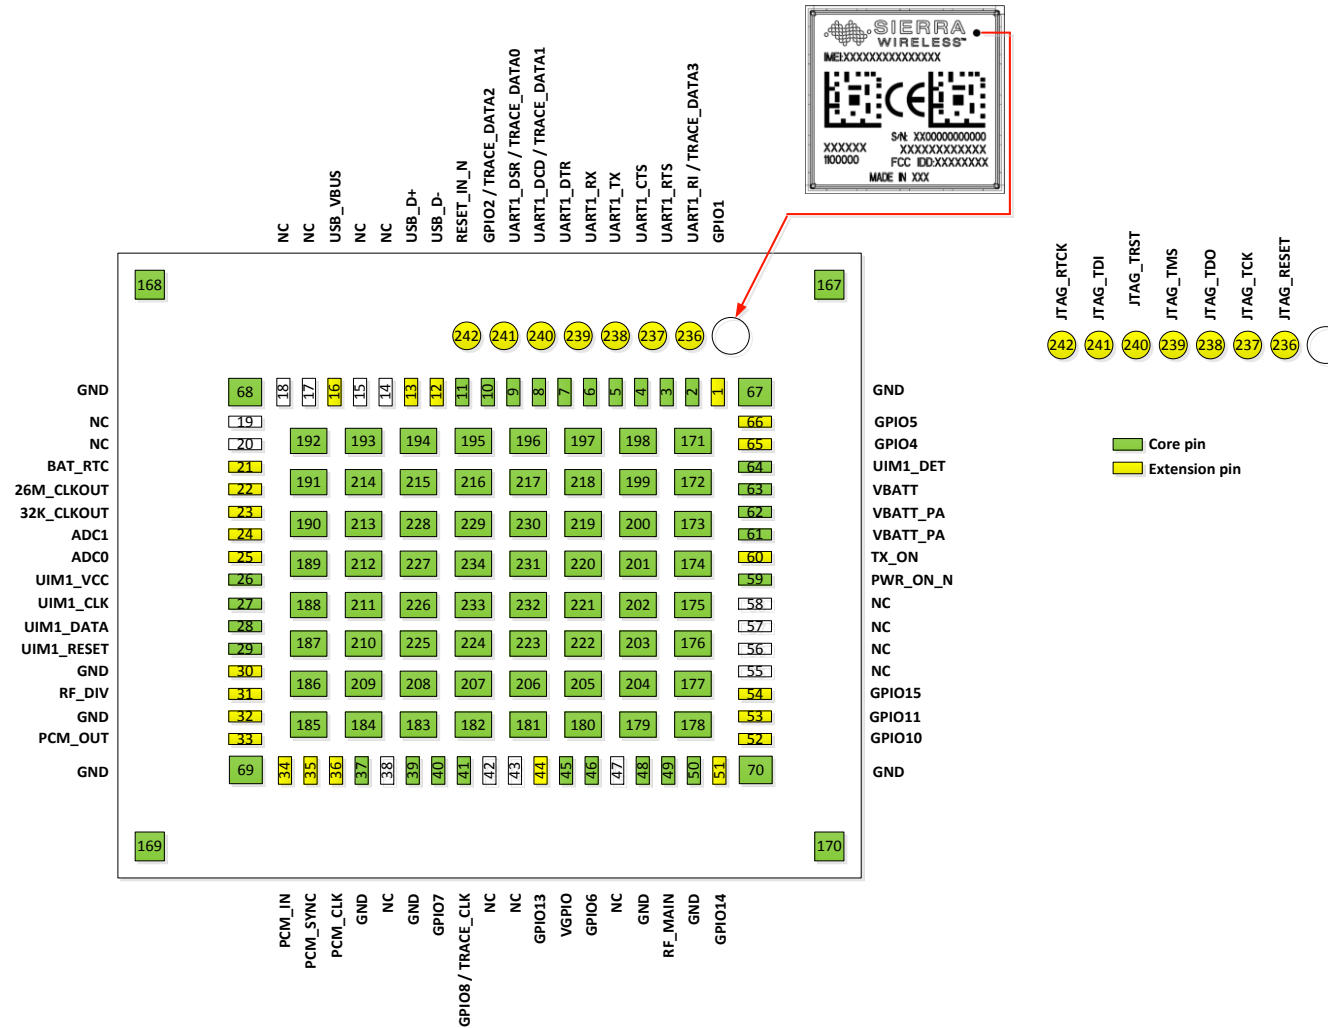 SIERRA
WIRELESS™
IMEI:XXXXXXXXXXXXXXX
CE
S/N: XX00000000000
XXXXXX XXXXXXXXXXXX
1100000 FCC IDD:XXXXXXXX
MADE IN XXX
NC
NC
USB_VBUS
NC
NC
USB_D+
USB_D-
RESET_IN_N
GPIO2 / TRACE_DATA2
UART1_DSR / TRACE_DATA0
UART1_DCD / TRACE_DATA1
UART1_DTR
UART1_RX
UART1_TX
UART1_CTS
UART1_RTS
UART1_RI / TRACE_DATA3
GPIO1
JTAG_RTCK
JTAG_TDI
JTAG_TRST
JTAG_TMS
JTAG_TDO
JTAG_TCK
JTAG_RESET
242 241 240 239 238 237 236
168 167
242 241 240 239 238 237 236
GND 68 18 17 16 15 14 13 12 11 10 9 8 7 6 5 4 3 2 1 67 GND
NC 19 66 GPIO5
NC 20 192 193 194 195 196 197 198 171 65 GPIO4
BAT_RTC 21 64 UIM1_DET
26M_CLKOUT 22 191 214 215 216 217 218 199 172 63 VBATT
32K_CLKOUT 23 190 213 228 229 230 219 200 173 62 VBATT_PA
ADC1 24 61 VBATT_PA
ADC0 25 189 212 227 234 231 220 201 174 60 TX_ON
UIM1_VCC 26 59 PWR_ON_N
UIM1_CLK 27 188 211 226 233 232 221 202 175 58 NC
UIM1_DATA 28 57 NC
UIM1_RESET 29 187 210 225 224 223 222 203 176 56 NC
GND 30 55 NC
RF_DIV 31 186 209 208 207 206 205 204 177 54 GPIO15
GND 32 185 184 183 182 181 180 179 178 53 GPIO11
PCM_OUT 33 52 GPIO10
GND 69 34 35 36 37 38 39 40 41 42 43 44 45 46 47 48 49 50 51 70 GND
169 170
PCM_IN
PCM_SYNC
PCM_CLK
GND
NC
GND
GPIO7
GPIO8 / TRACE_CLK
NC
NC
GPIO13
VGPIO
GPIO6
NC
GND
RF_MAIN
GND
GPIO14
Core pin
Extension pin